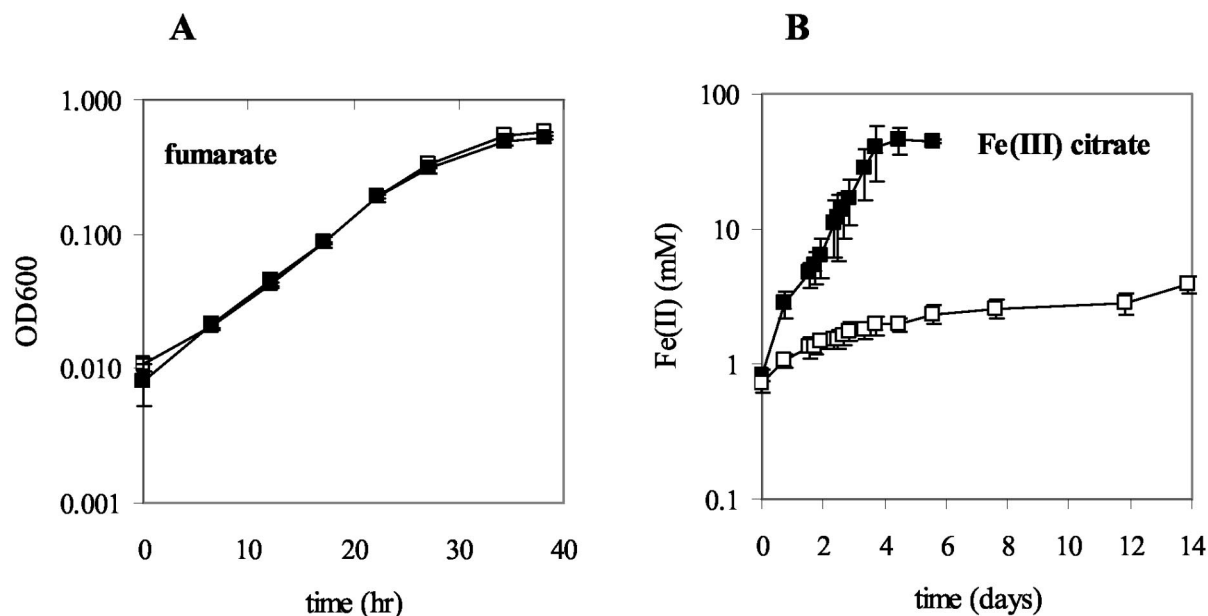 A
1.000
0.100
0.010
0.001
OD600
fumarate
0 10 20 30 40
time (hr)
B
100
10
1
0.1
Fe(II) (mM)
Fe(III) citrate
0 2 4 6 8 10 12 14
time (days)